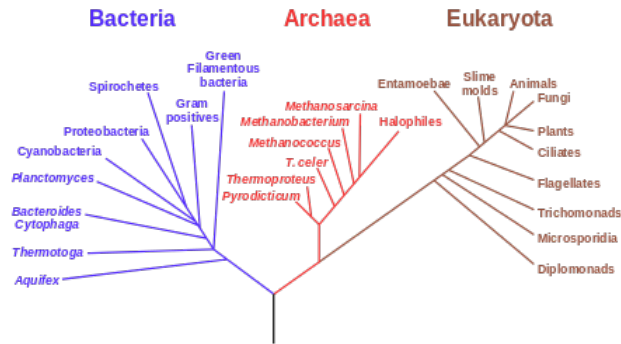 Bacteria
Archaea
Eukaryota
Green
Filamentous
bacteria
Spirochetes
Gram
positives
Proteobacteria
Cyanobacteria
Planctomyces
Bacteroides
Cytophaga
Thermotoga
Aquifex
Methanosarcina
Methanobacterium
Halophiles
Methanococcus
T. celer
Thermoproteus
Pyrodicticum
Entamoebae
Slime
molds
Animals
Fungi
Plants
Ciliates
Flagellates
Trichomonads
Microsporidia
Diplomonads